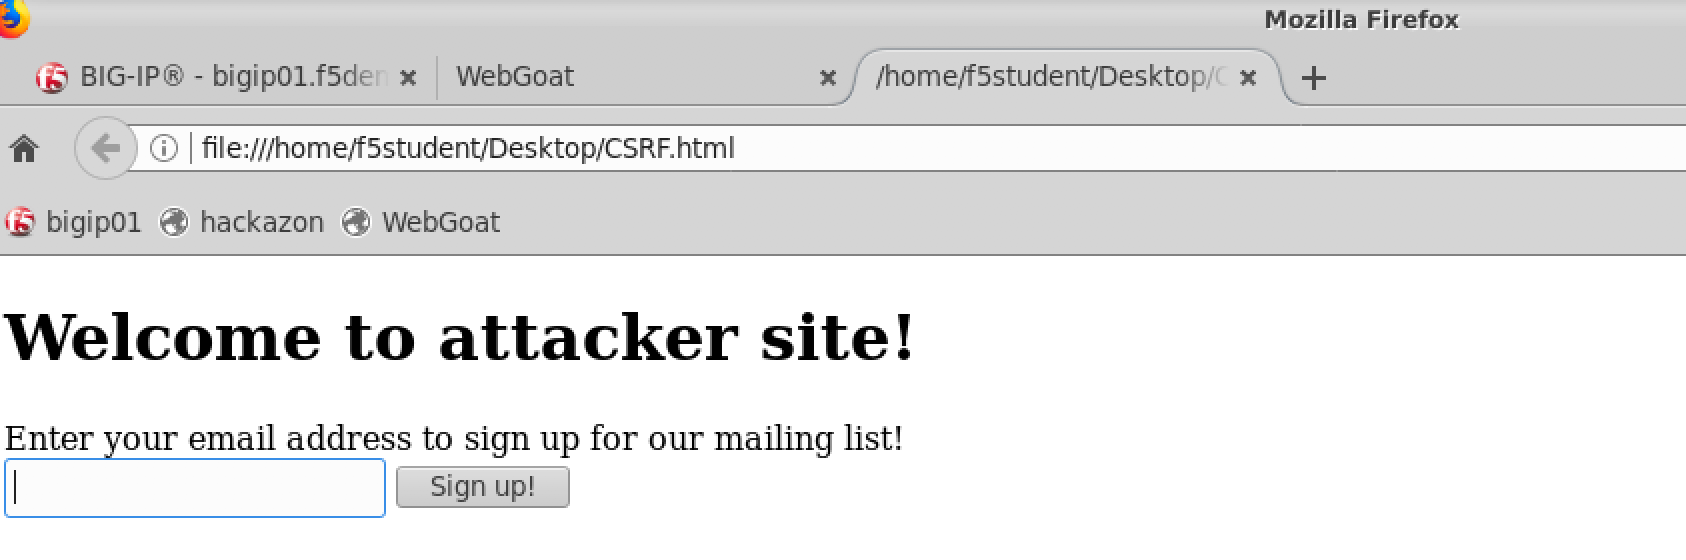 Mozilla Firefox
BIG-IP® - bigip01.f5den
WebGoat
/home/f5student/Desktop/C
file:///home/f5student/Desktop/CSRF.html
bigip01 hackazon WebGoat
Welcome to attacker site!
Enter your email address to sign up for our mailing list!
Sign up!